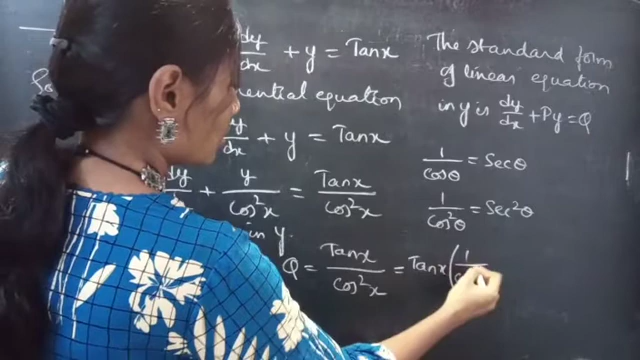 dy/dx + y = Tanx
ential equation
dy/dx + y = Tanx
dy/dx + y/cos²x = Tanx/cos²x
in y.
Q = Tanx/cos²x = Tanx(1/
The standard form
of linear equation
in y is dy/dx + Py = Q
1/cosθ = Secθ
1/cos²θ = Sec²θ